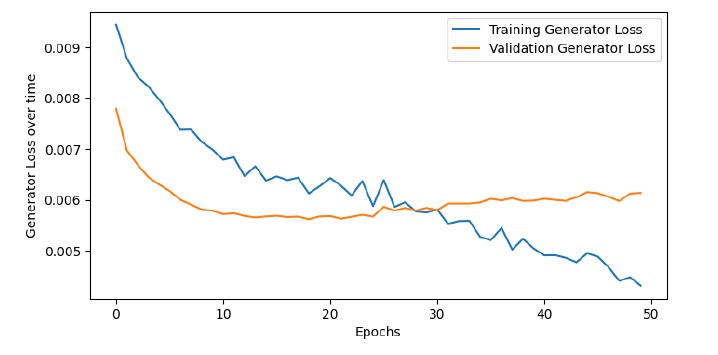 Training Generator Loss
Validation Generator Loss
0.009
0.008
0.007
0.006
0.005
Generator Loss over time
0 10 20 30 40 50
Epochs